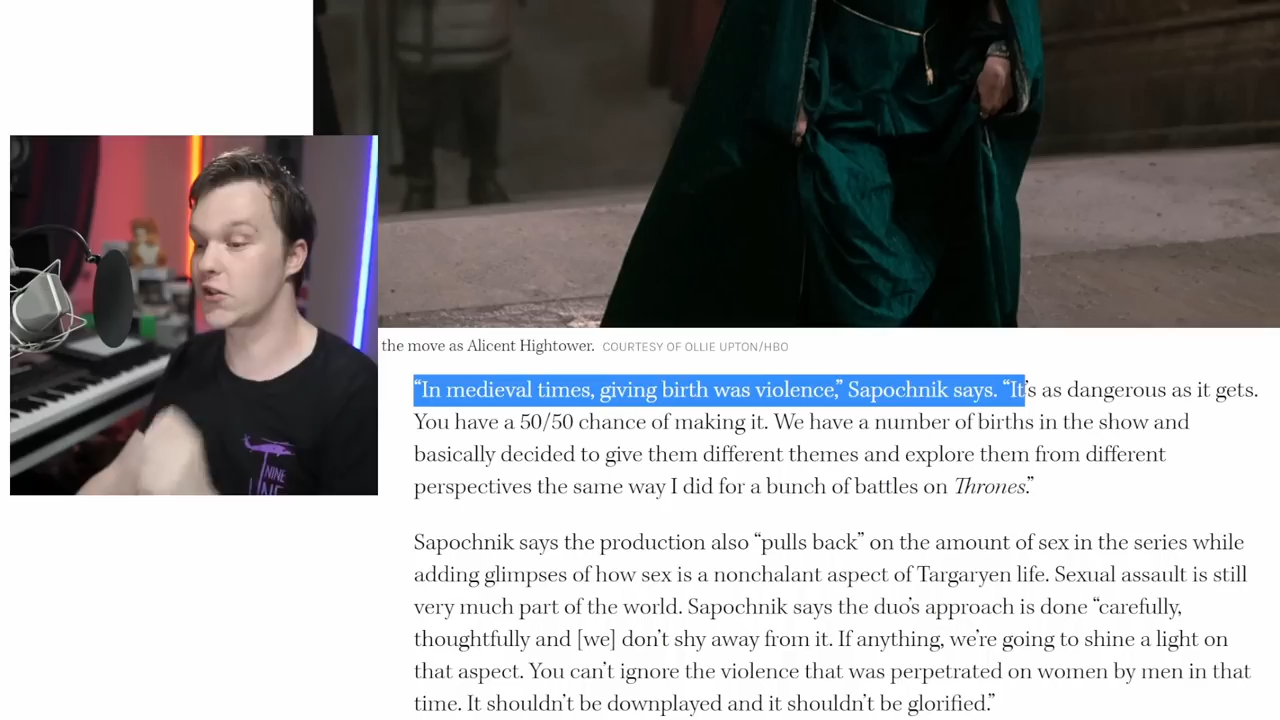 the move as Alicent Hightower. COURTESY OF OLLIE UPTON/HBO
“In medieval times, giving birth was violence,” Sapochnik says. “It’s as dangerous as it gets.
You have a 50/50 chance of making it. We have a number of births in the show and
basically decided to give them different themes and explore them from different
perspectives the same way I did for a bunch of battles on Thrones.”
Sapochnik says the production also “pulls back” on the amount of sex in the series while
adding glimpses of how sex is a nonchalant aspect of Targaryen life. Sexual assault is still
very much part of the world. Sapochnik says the duo’s approach is done “carefully,
thoughtfully and [we] don’t shy away from it. If anything, we’re going to shine a light on
that aspect. You can’t ignore the violence that was perpetrated on women by men in that
time. It shouldn’t be downplayed and it shouldn’t be glorified.”
NINE
LINE